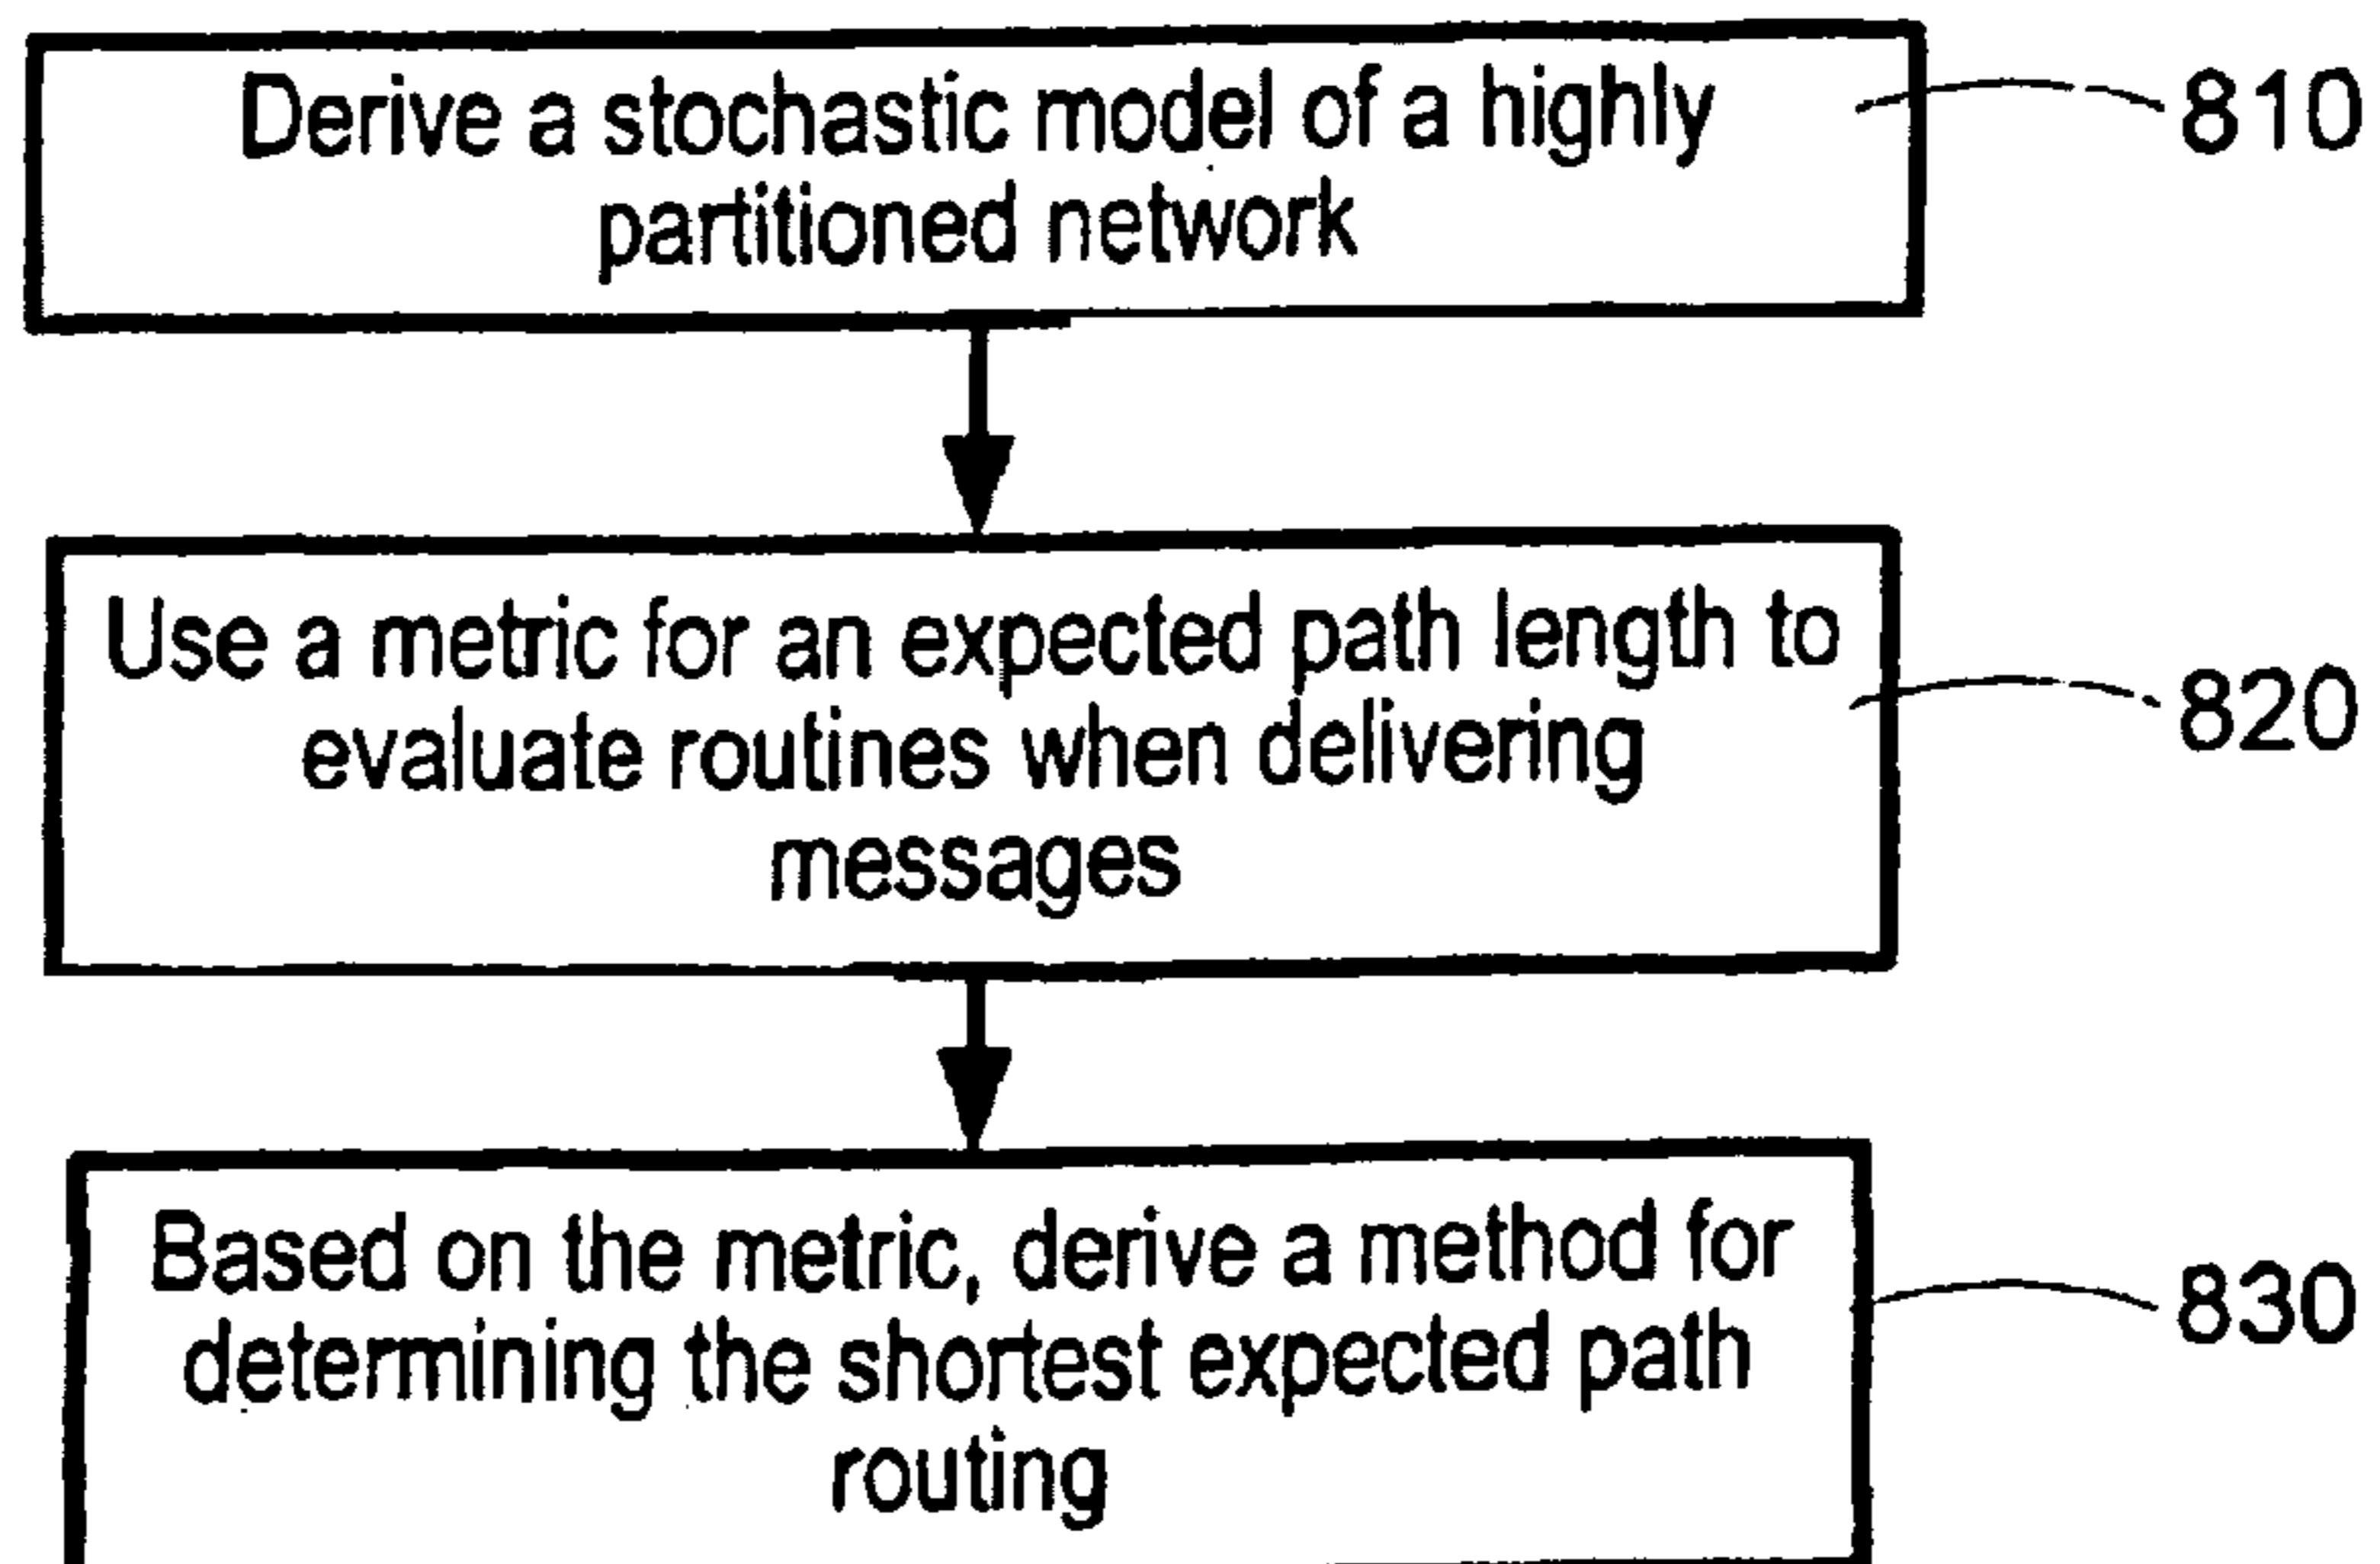 Derive a stochastic model of a highly
partitioned network
810
Use a metric for an expected path length to
evaluate routines when delivering
messages
820
Based on the metric, derive a method for
determining the shortest expected path
routing
830